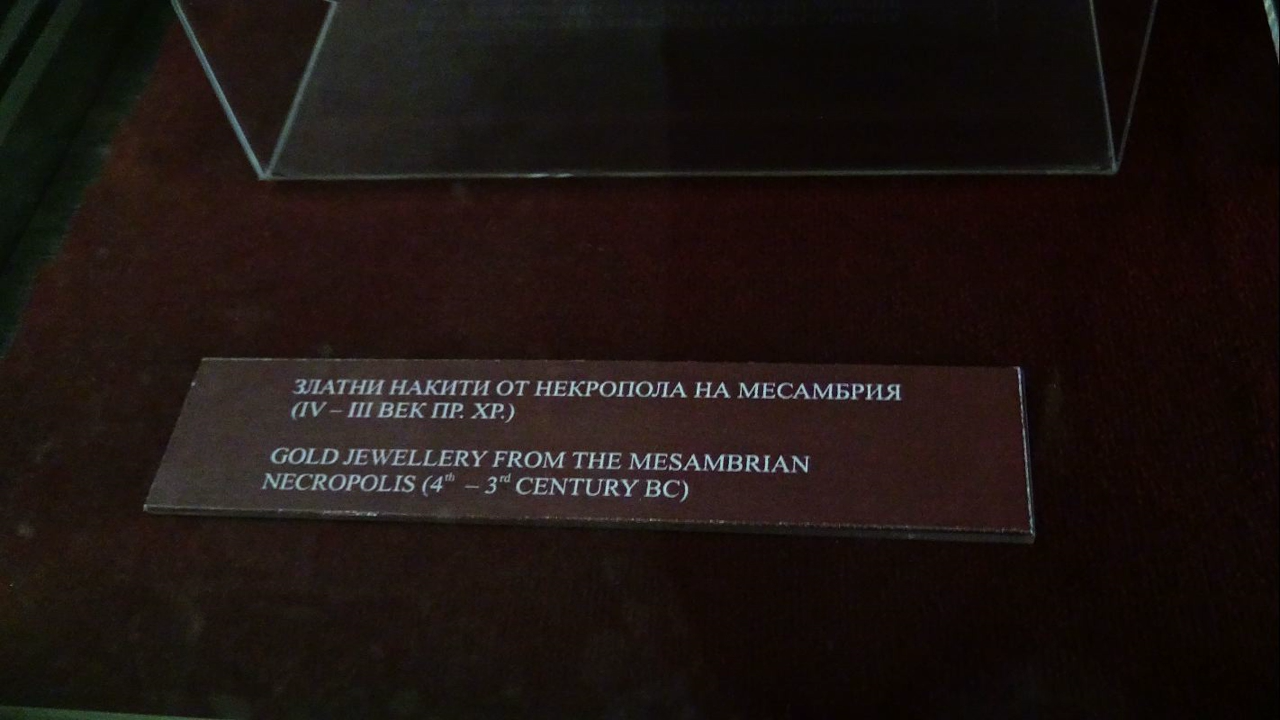 ЗЛАТНИ НАКИТИ ОТ НЕКРОПОЛА НА МЕСАМБРИЯ
(IV – III ВЕК ПР. ХР.)
GOLD JEWELLERY FROM THE MESAMBRIAN
NECROPOLIS (4th – 3rd CENTURY BC)